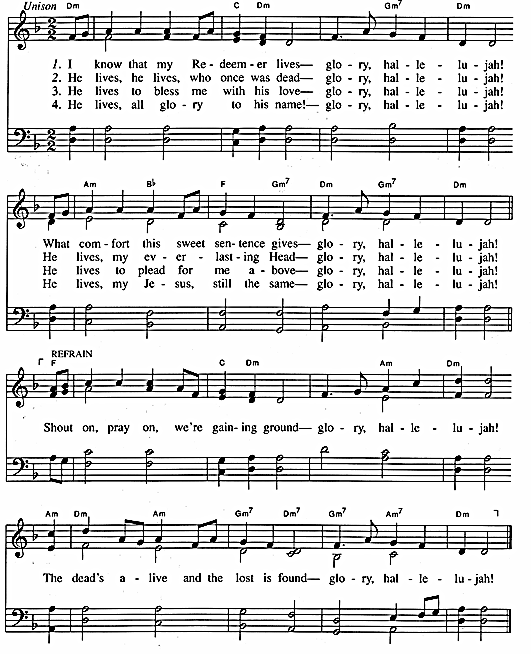 Unison Dm C Dm Gm7 Dm
1. I know that my Re - deem - er lives— glo - ry, hal - le - lu - jah!
2. He lives, he lives, who once was dead— glo - ry, hal - le - lu - jah!
3. He lives to bless me with his love— glo - ry, hal - le - lu - jah!
4. He lives, all glo - ry to his name!— glo - ry, hal - le - lu - jah!
Am B♭ F Gm7 Dm Gm7 Dm
What com - fort this sweet sen - tence gives— glo - ry, hal - le - lu - jah!
He lives, my ev - er - last - ing Head— glo - ry, hal - le - lu - jah!
He lives to plead for me a - bove— glo - ry, hal - le - lu - jah!
He lives, my Je - sus, still the same— glo - ry, hal - le - lu - jah!
REFRAIN
F C Dm Am Dm
Shout on, pray on, we're gain - ing ground— glo - ry, hal - le - lu - jah!
Am Dm Am Gm7 Dm7 Gm7 Am7 Dm
The dead's a - live and the lost is found— glo - ry, hal - le - lu - jah!